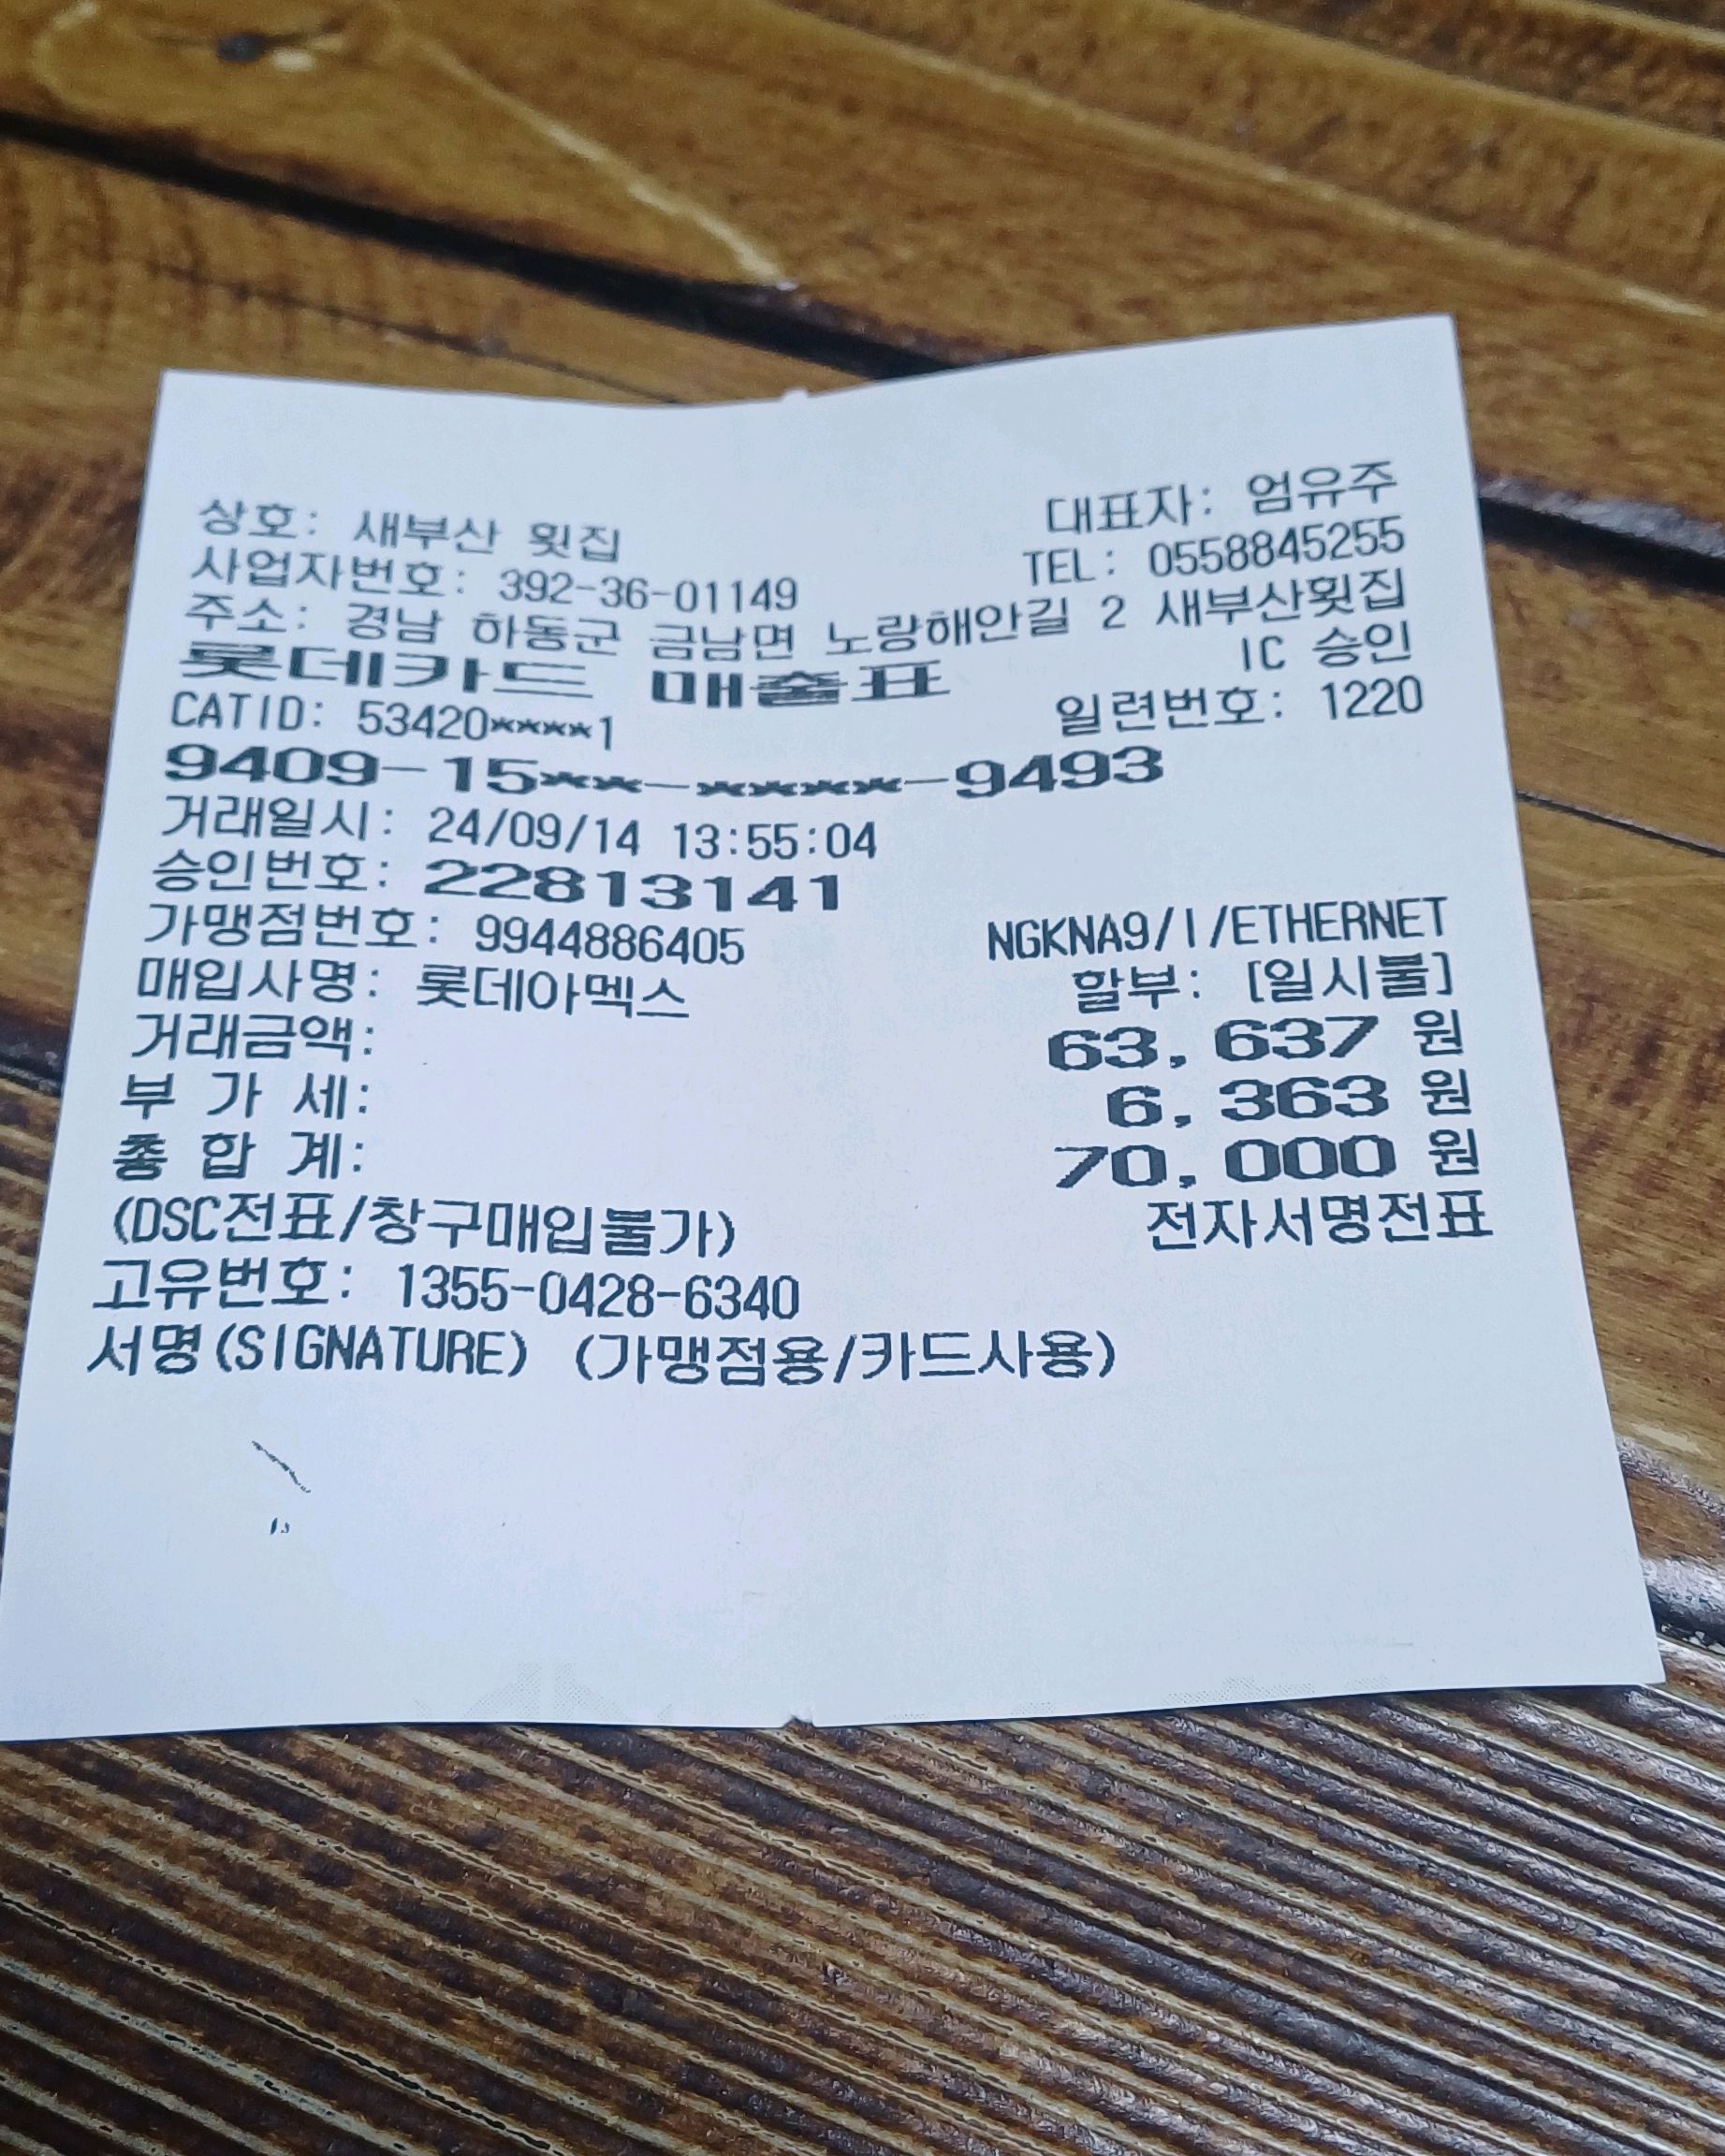 상호: 새부산 횟집 대표자: 엄유주
사업자번호: 392-36-01149 TEL: 0558845255
주소: 경남 하동군 금남면 노량해안길 2 새부산횟집
롯데카드 매출표 IC 승인
CATID: 53420****1 일련번호: 1220
9409-15**-****-9493
거래일시: 24/09/14 13:55:04
승인번호: 22813141
가맹점번호: 9944886405 NGKNA9/I/ETHERNET
매입사명: 롯데아멕스 할부: [일시불]
거래금액: 63,637 원
부 가 세: 6,363 원
총 합 계: 70,000 원
(DSC전표/창구매입불가) 전자서명전표
고유번호: 1355-0428-6340
서명(SIGNATURE) (가맹점용/카드사용)